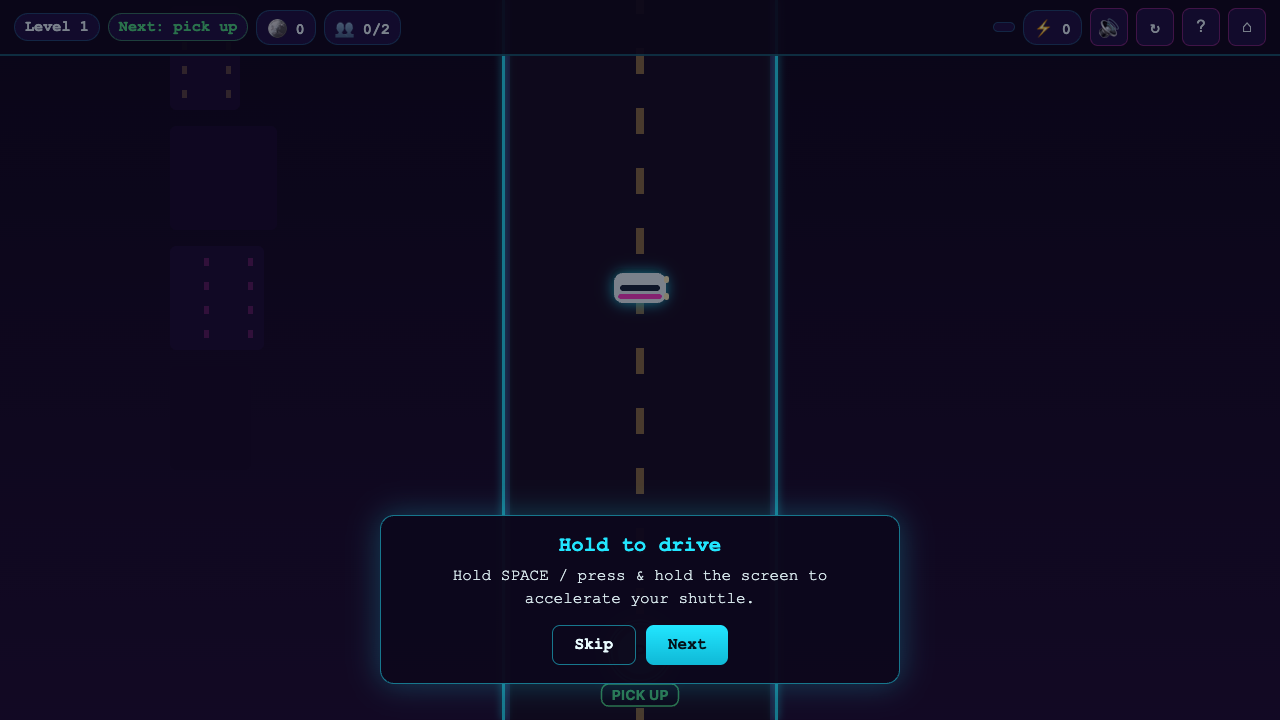 Level 1
Next: pick up
0
0/2
0
?
Hold to drive
Hold SPACE / press & hold the screen to
accelerate your shuttle.
Skip
Next
PICK UP